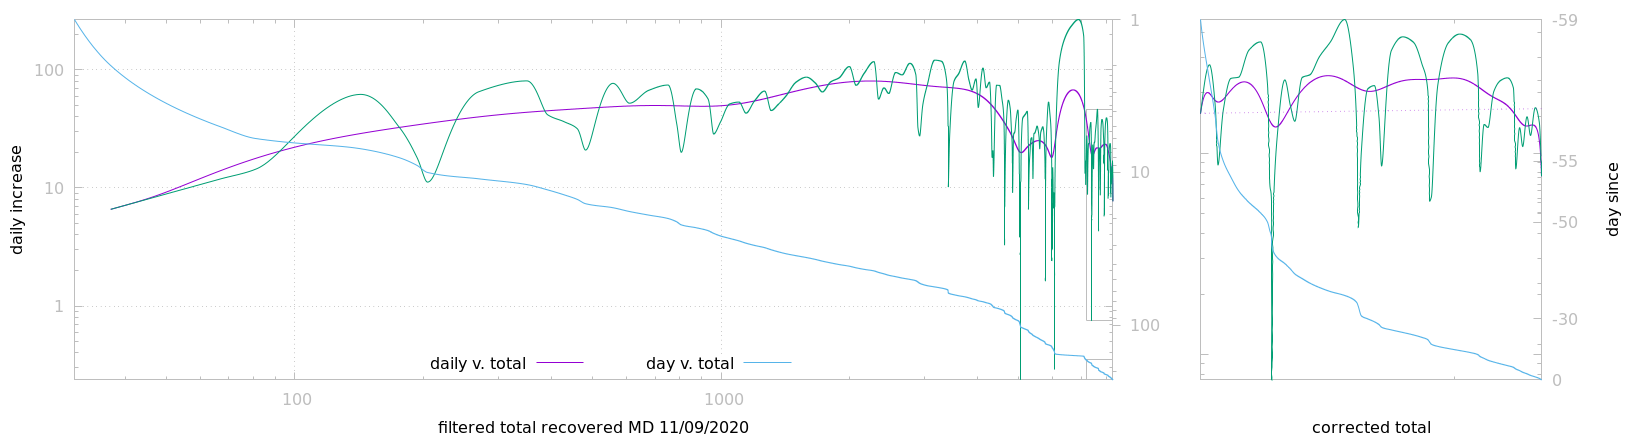 daily increase
100
10
1
1
10
100
daily v. total
day v. total
100
1000
filtered total recovered MD 11/09/2020
-59
-55
-50
-30
0
day since
corrected total